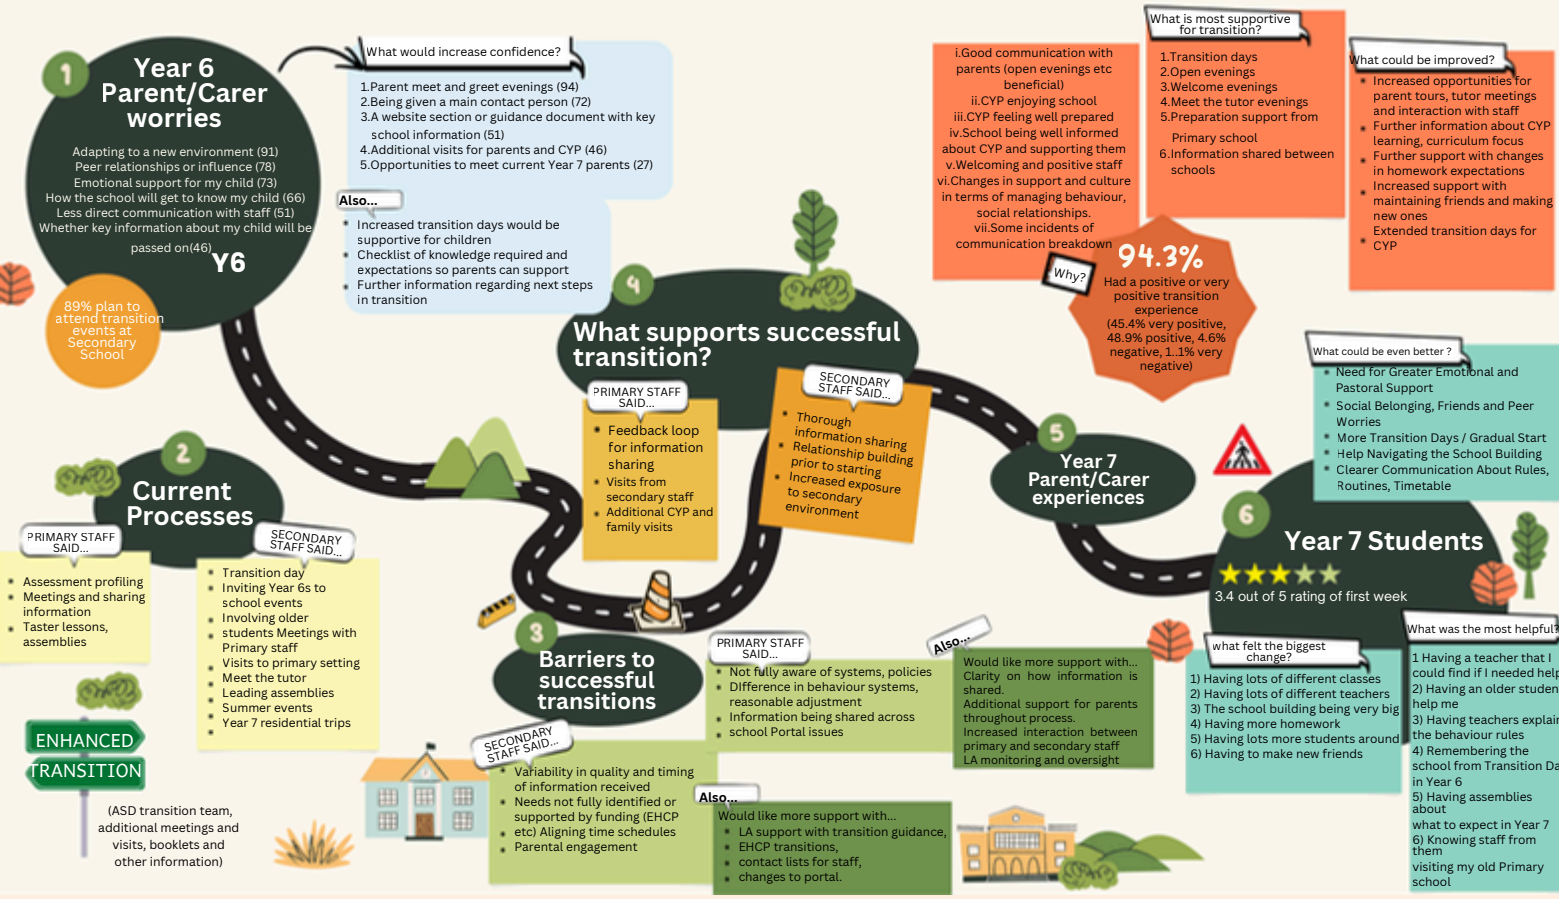 1
Year 6
Parent/Carer
worries
Adapting to a new environment (91)
Peer relationships or influence (78)
Emotional support for my child (73)
How the school will get to know my child (66)
Less direct communication with staff (51)
Whether key information about my child will be
passed on(46)
Y6
89% plan to
attend transition
events at
Secondary
School
What would increase confidence?
1.Parent meet and greet evenings (94)
2.Being given a main contact person (72)
3.A website section or guidance document with key
school information (51)
4.Additional visits for parents and CYP (46)
5.Opportunities to meet current Year 7 parents (27)
Also...
Increased transition days would be
supportive for children
Checklist of knowledge required and
expectations so parents can support
Further information regarding next steps
in transition
2
Current
Processes
PRIMARY STAFF
SAID...
Assessment profiling
Meetings and sharing
information
Taster lessons,
assemblies
SECONDARY
STAFF SAID...
Transition day
Inviting Year 6s to
school events
Involving older
students Meetings with
Primary staff
Visits to primary setting
Meet the tutor
Leading assemblies
Summer events
Year 7 residential trips
ENHANCED
TRANSITION
(ASD transition team,
additional meetings and
visits, booklets and
other information)
3
Barriers to
successful
transitions
PRIMARY STAFF
SAID...
Not fully aware of systems, policies
DIfference in behaviour systems,
reasonable adjustment
Information being shared across
school Portal issues
Also...
Would like more support with...
Clarity on how information is
shared.
Additional support for parents
throughout process.
Increased interaction between
primary and secondary staff
LA monitoring and oversight
SECONDARY
STAFF SAID...
Variability in quality and timing
of information received
Needs not fully identified or
supported by funding (EHCP
etc) Aligning time schedules
Parental engagement
Also...
Would like more support with...
LA support with transition guidance,
EHCP transitions,
contact lists for staff,
changes to portal.
4
What supports successful
transition?
PRIMARY STAFF
SAID...
Feedback loop
for information
sharing
Visits from
secondary staff
Additional CYP and
family visits
SECONDARY
STAFF SAID...
Thorough
information sharing
Relationship building
prior to starting
Increased exposure
to secondary
environment
5
Year 7
Parent/Carer
experiences
94.3%
Had a positive or very
positive transition
experience
(45.4% very positive,
48.9% positive, 4.6%
negative, 1..1% very
negative)
Why?
i.Good communication with
parents (open evenings etc
beneficial)
ii.CYP enjoying school
iii.CYP feeling well prepared
iv.School being well informed
about CYP and supporting them
v.Welcoming and positive staff
vi.Changes in support and culture
in terms of managing behaviour,
social relationships.
vii.Some incidents of
communication breakdown
What is most supportive
for transition?
1.Transition days
2.Open evenings
3.Welcome evenings
4.Meet the tutor evenings
5.Preparation support from
Primary school
6.Information shared between
schools
What could be improved?
Increased opportunities for
parent tours, tutor meetings
and interaction with staff
Further information about CYP
learning, curriculum focus
Further support with changes
in homework expectations
Increased support with
maintaining friends and making
new ones
Extended transition days for
CYP
6
Year 7 Students
3.4 out of 5 rating of first week
What could be even better ?
Need for Greater Emotional and
Pastoral Support
Social Belonging, Friends and Peer
Worries
More Transition Days / Gradual Start
Help Navigating the School Building
Clearer Communication About Rules,
Routines, Timetable
what felt the biggest
change?
1) Having lots of different classes
2) Having lots of different teachers
3) The school building being very big
4) Having more homework
5) Having lots more students around
6) Having to make new friends
What was the most helpful?
1 Having a teacher that I
could find if I needed help
2) Having an older studen
help me
3) Having teachers explain
the behaviour rules
4) Remembering the
school from Transition Da
in Year 6
5) Having assemblies
about
what to expect in Year 7
6) Knowing staff from
them
visiting my old Primary
school